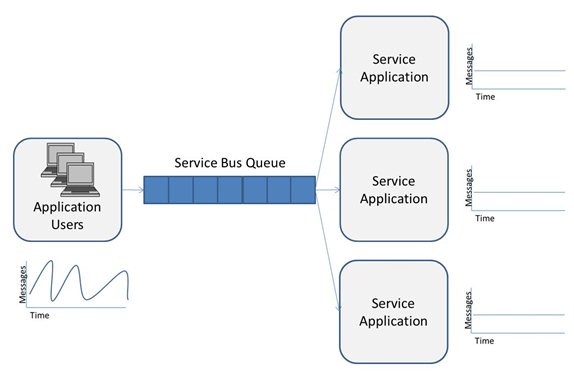 Service
Application
Messages
Time
Service Bus Queue
Application
Users
Service
Application
Messages
Time
Messages
Time
Service
Application
Messages
Time